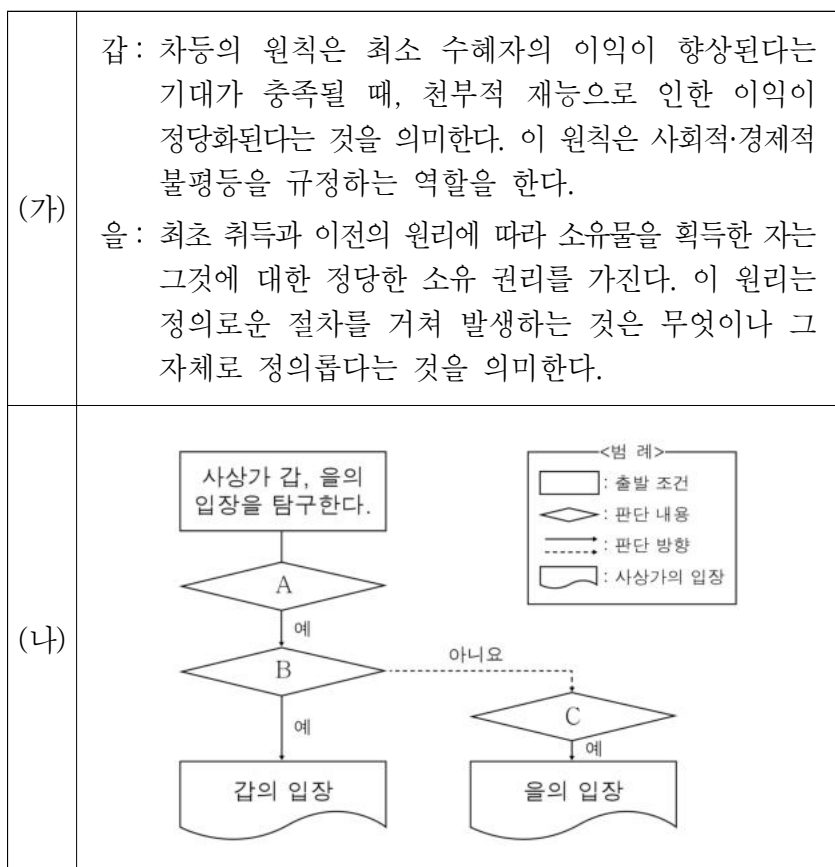 (가)
갑 : 차등의 원칙은 최소 수혜자의 이익이 향상된다는
기대가 충족될 때, 천부적 재능으로 인한 이익이
정당화된다는 것을 의미한다. 이 원칙은 사회적·경제적
불평등을 규정하는 역할을 한다.
을 : 최초 취득과 이전의 원리에 따라 소유물을 획득한 자는
그것에 대한 정당한 소유 권리를 가진다. 이 원리는
정의로운 절차를 거쳐 발생하는 것은 무엇이나 그
자체로 정의롭다는 것을 의미한다.
(나)
사상가 갑, 을의
입장을 탐구한다.
A
예
B
아니요
예
C
예
갑의 입장
을의 입장
<범 례>
: 출발 조건
: 판단 내용
: 판단 방향
: 사상가의 입장